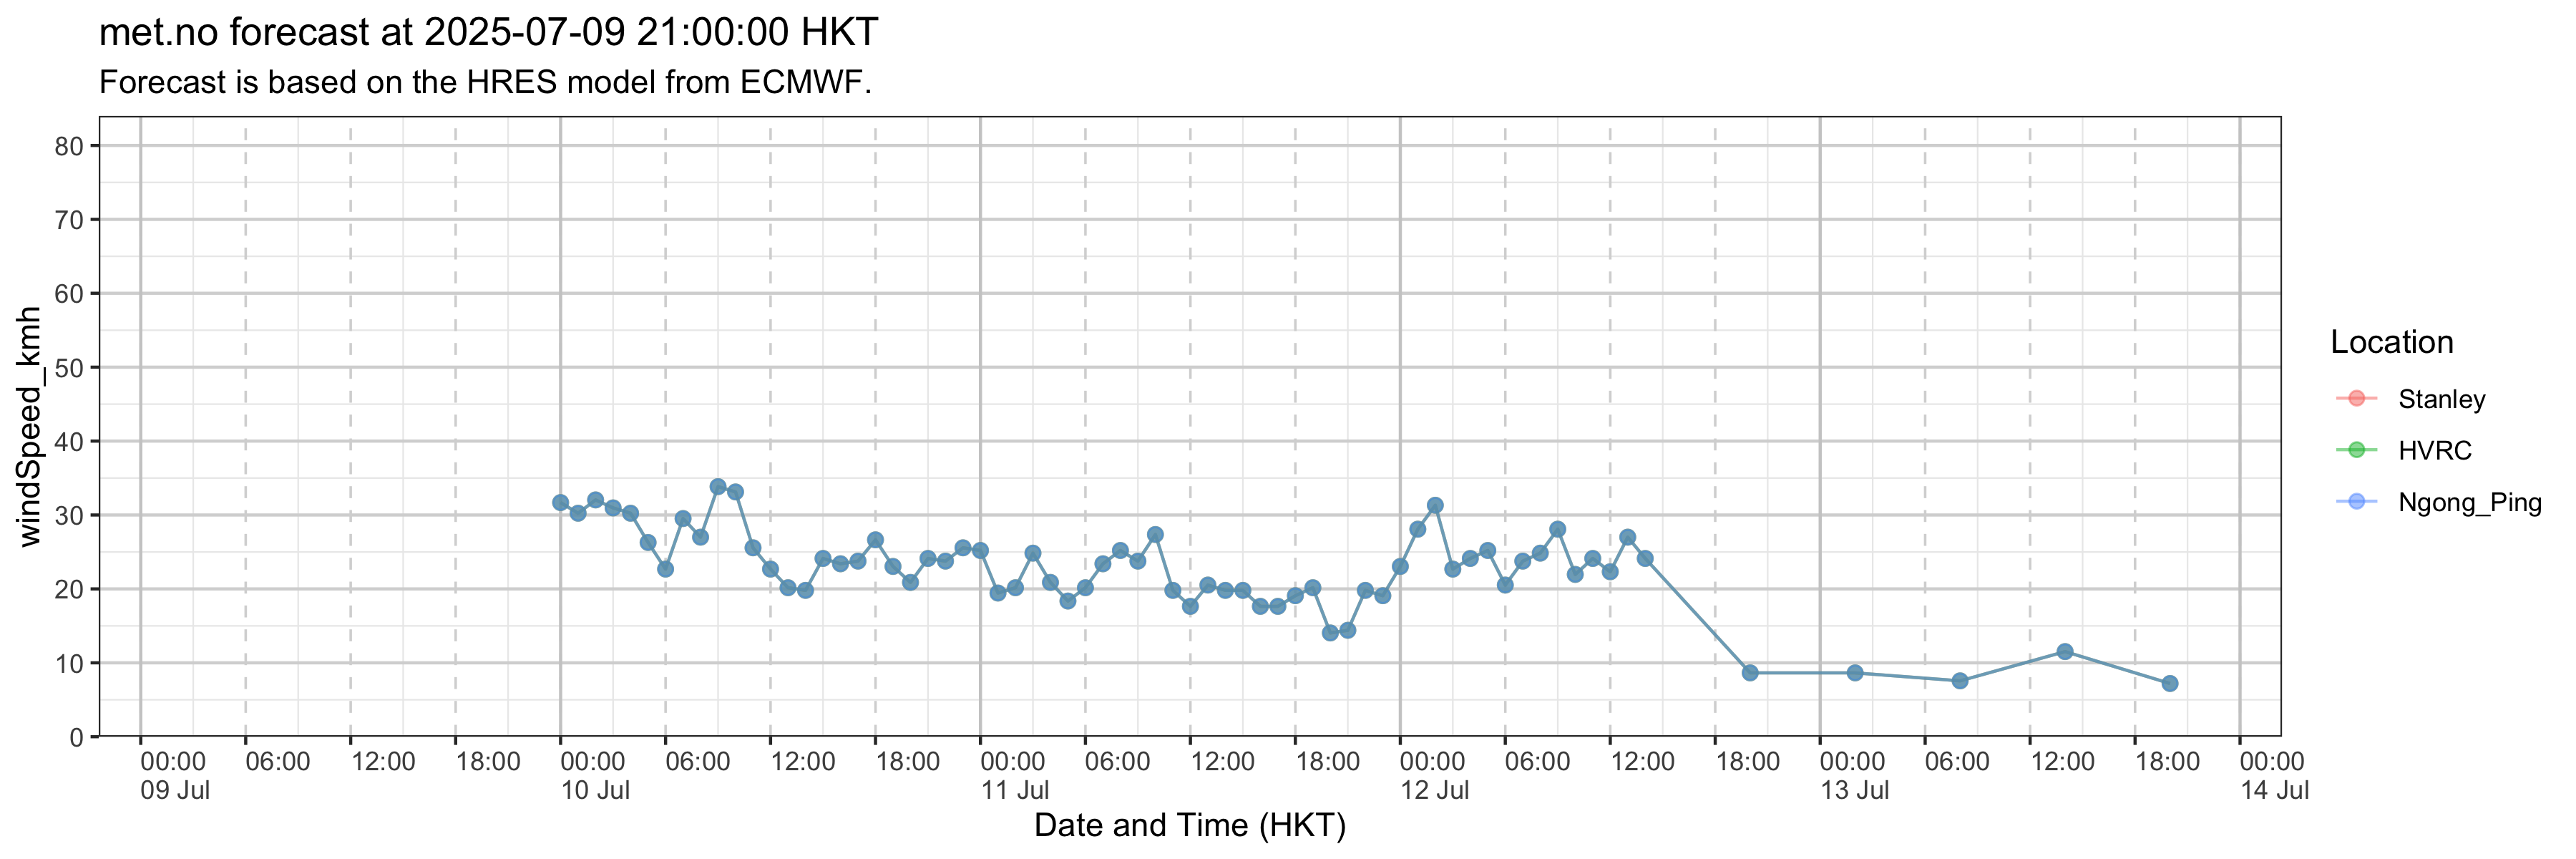 met.no forecast at 2025-07-09 21:00:00 HKT
Forecast is based on the HRES model from ECMWF.
windSpeed_kmh
80
70
60
50
40
30
20
10
0
00:00 06:00 12:00 18:00 00:00 06:00 12:00 18:00 00:00 06:00 12:00 18:00 00:00 06:00 12:00 18:00 00:00 06:00 12:00 18:00 00:00
09 Jul 10 Jul 11 Jul 12 Jul 13 Jul 14 Jul
Date and Time (HKT)
Location
Stanley
HVRC
Ngong_Ping